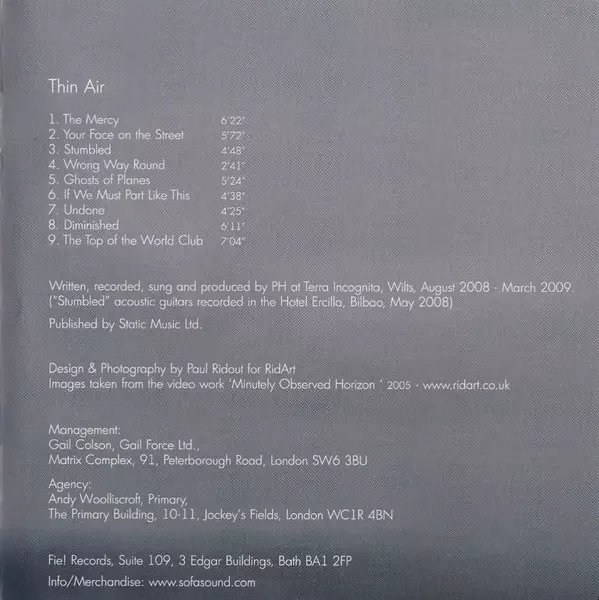 Thin Air
1. The Mercy 6'22"
2. Your Face on the Street 5'72"
3. Stumbled 4'48"
4. Wrong Way Round 2'41"
5. Ghosts of Planes 5'24"
6. If We Must Part Like This 4'38"
7. Undone 4'25"
8. Diminished 6'11"
9. The Top of the World Club 7'04"
Written, recorded, sung and produced by PH at Terra Incognita, Wilts, August 2008 - March 2009.
("Stumbled" acoustic guitars recorded in the Hotel Ercilla, Bilbao, May 2008)
Published by Static Music Ltd.
Design & Photography by Paul Ridout for RidArt
Images taken from the video work 'Minutely Observed Horizon ' 2005 - www.ridart.co.uk
Management:
Gail Colson, Gail Force Ltd.,
Matrix Complex, 91, Peterborough Road, London SW6 3BU
Agency:
Andy Woolliscroft, Primary,
The Primary Building, 10-11, Jockey's Fields, London WC1R 4BN
Fie! Records, Suite 109, 3 Edgar Buildings, Bath BA1 2FP
Info/Merchandise: www.sofasound.com